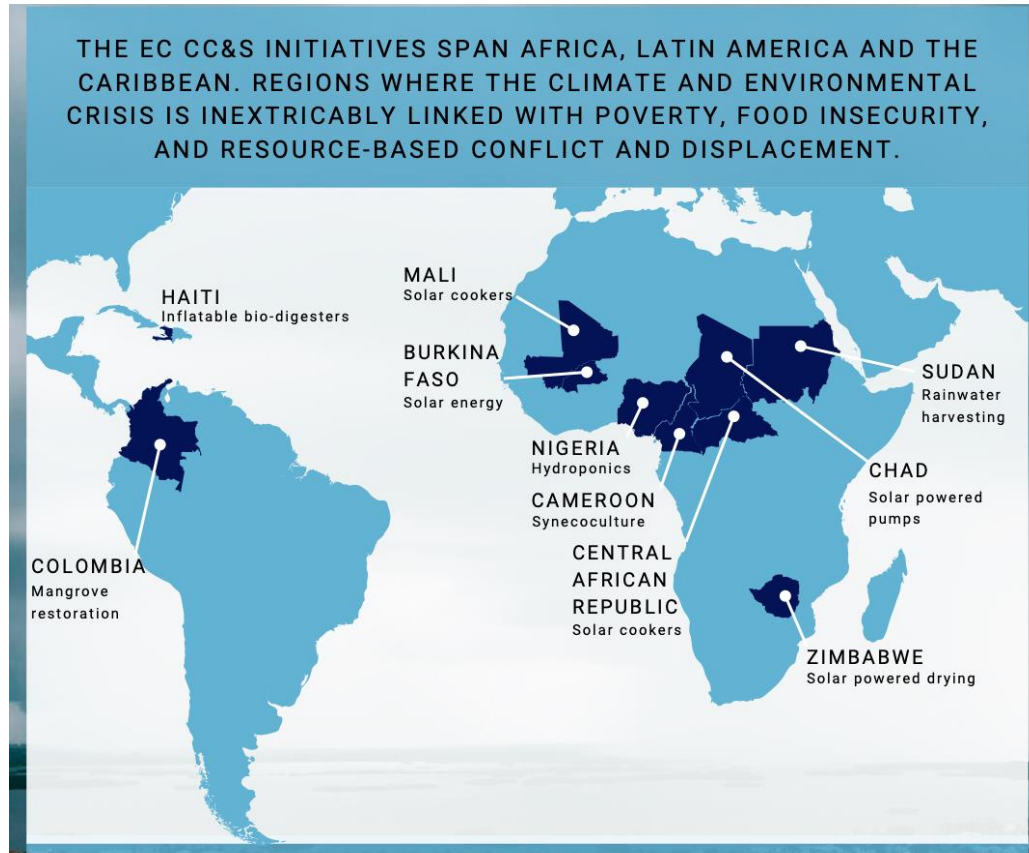 THE EC CC&S INITIATIVES SPAN AFRICA, LATIN AMERICA AND THE
CARIBBEAN. REGIONS WHERE THE CLIMATE AND ENVIRONMENTAL
CRISIS IS INEXTRICABLY LINKED WITH POVERTY, FOOD INSECURITY,
AND RESOURCE-BASED CONFLICT AND DISPLACEMENT.
HAITI
Inflatable bio-digesters
COLOMBIA
Mangrove
restoration
MALI
Solar cookers
BURKINA
FASO
Solar energy
NIGERIA
Hydroponics
CAMEROON
Synecoculture
CENTRAL
AFRICAN
REPUBLIC
Solar cookers
SUDAN
Rainwater
harvesting
CHAD
Solar powered
pumps
ZIMBABWE
Solar powered drying